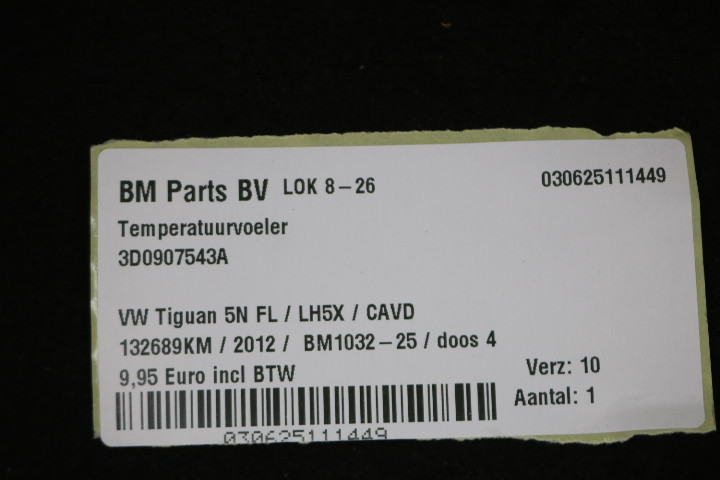 BM Parts BV LOK 8-26 030625111449
Temperatuurvoeler
3D0907543A
VW Tiguan 5N FL / LH5X / CAVD
132689KM / 2012 / BM1032-25 / doos 4
9,95 Euro incl BTW Verz: 10
Aantal: 1
030625111449